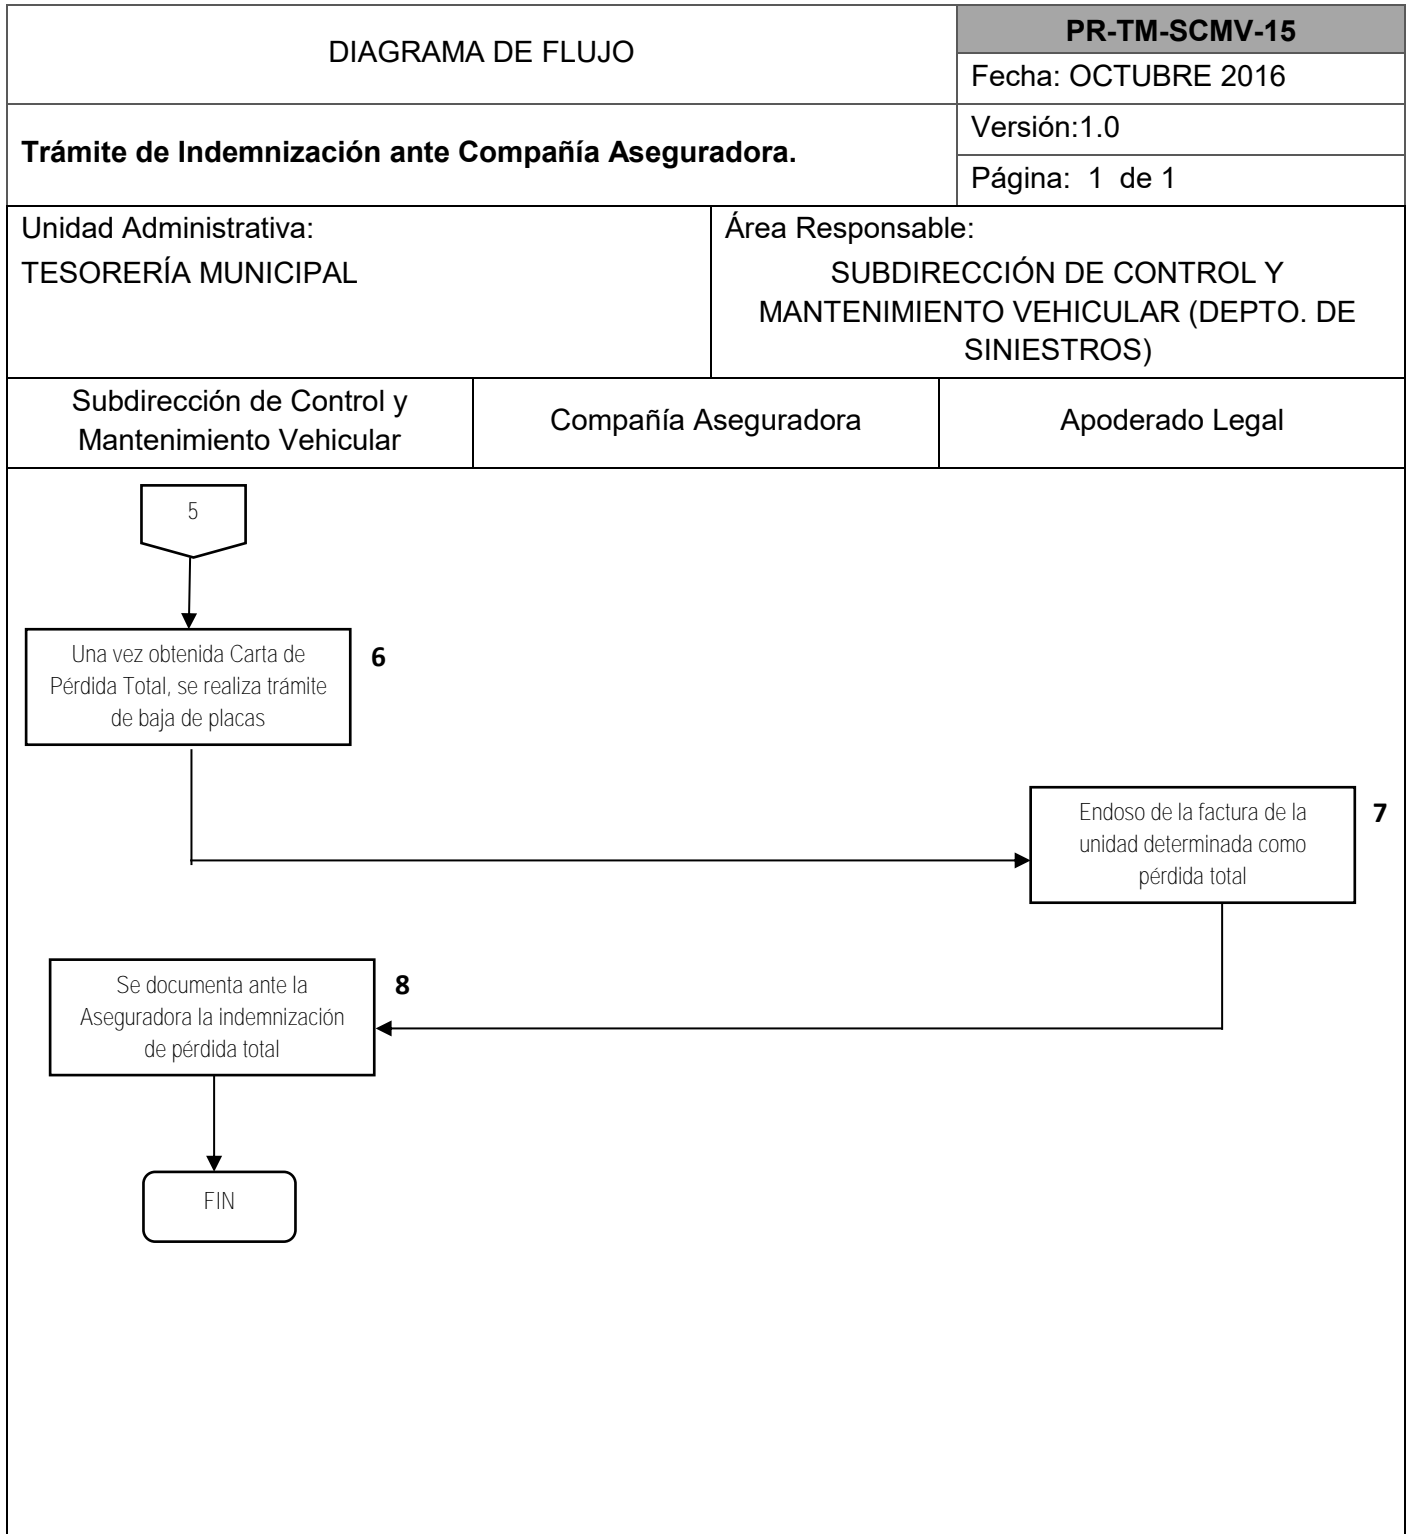 DIAGRAMA DE FLUJO
PR-TM-SCMV-15
Fecha: OCTUBRE 2016
Trámite de Indemnización ante Compañía Aseguradora.
Versión:1.0
Página: 1 de 1
Unidad Administrativa:
TESORERÍA MUNICIPAL
Área Responsable:
SUBDIRECCIÓN DE CONTROL Y
MANTENIMIENTO VEHICULAR (DEPTO. DE
SINIESTROS)
Subdirección de Control y
Mantenimiento Vehicular
Compañía Aseguradora
Apoderado Legal
5
Una vez obtenida Carta de
Pérdida Total, se realiza trámite
de baja de placas
6
Endoso de la factura de la
unidad determinada como
pérdida total
7
Se documenta ante la
Aseguradora la indemnización
de pérdida total
8
FIN